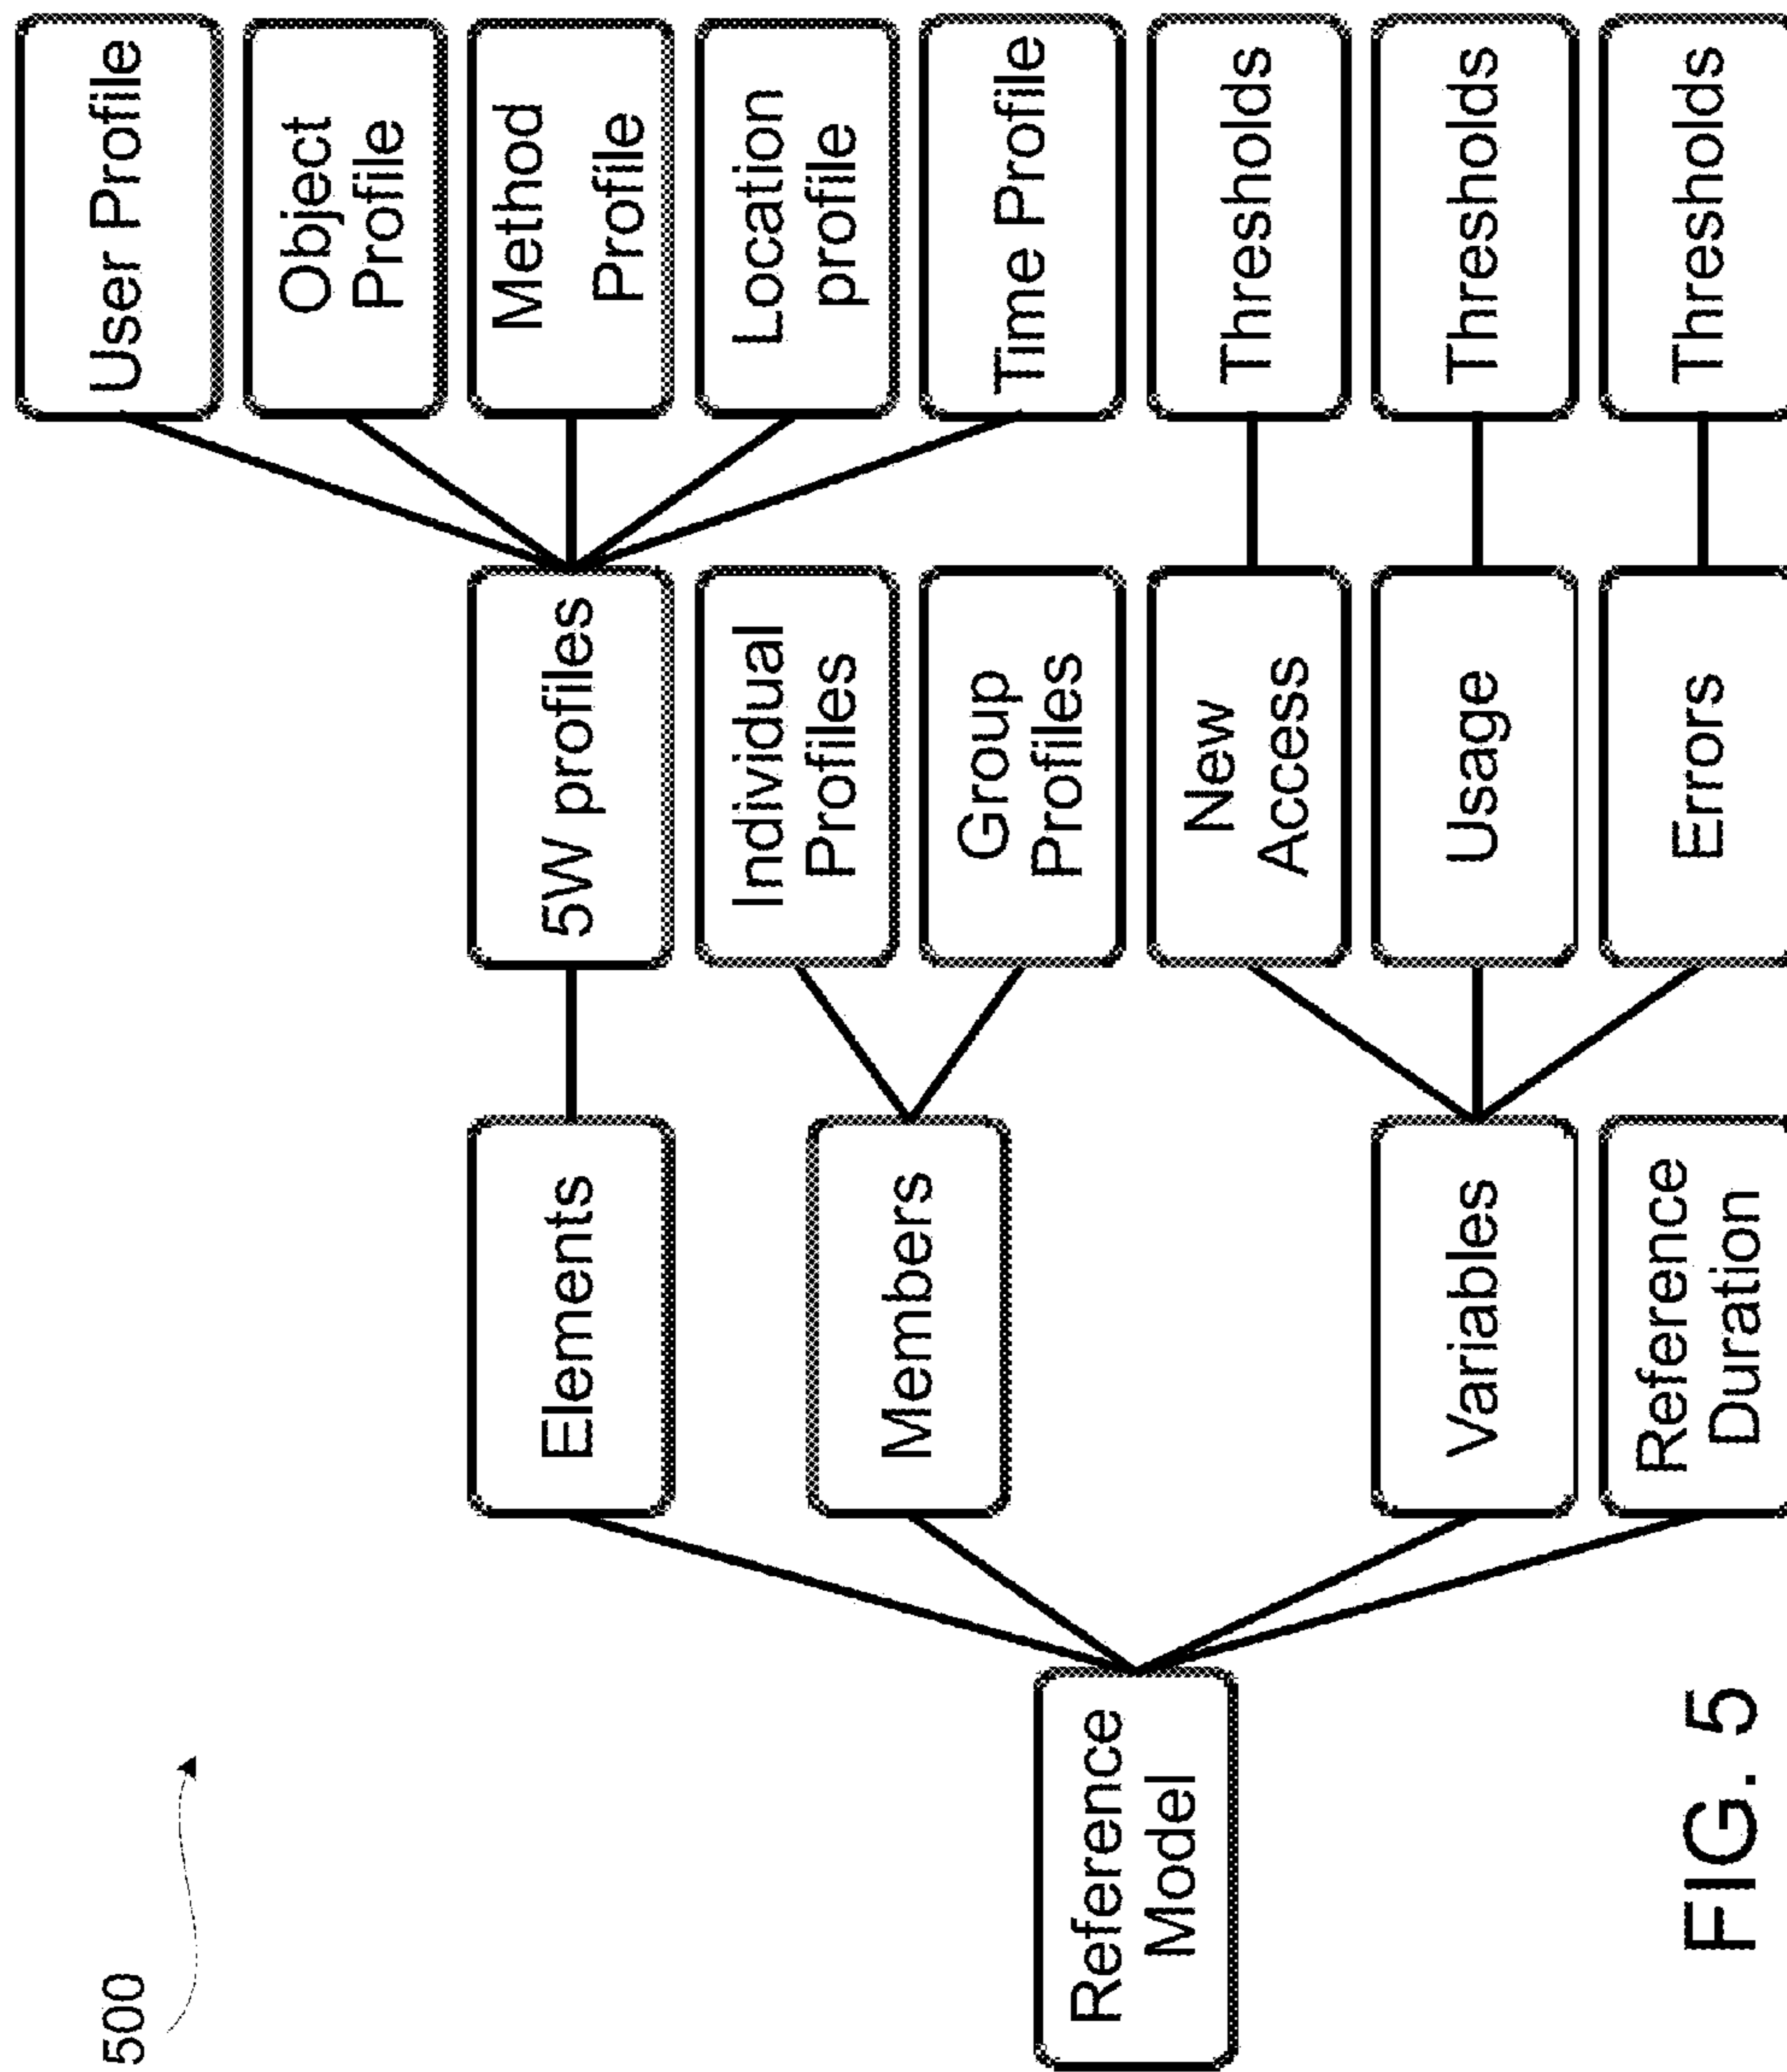 500
Reference
Model
Elements
Members
Variables
Reference
Duration
5W profiles
Individual
Profiles
Group
Profiles
New
Access
Usage
Errors
User Profile
Object
Profile
Method
Profile
Location
profile
Time Profile
Thresholds
Thresholds
Thresholds
FIG. 5